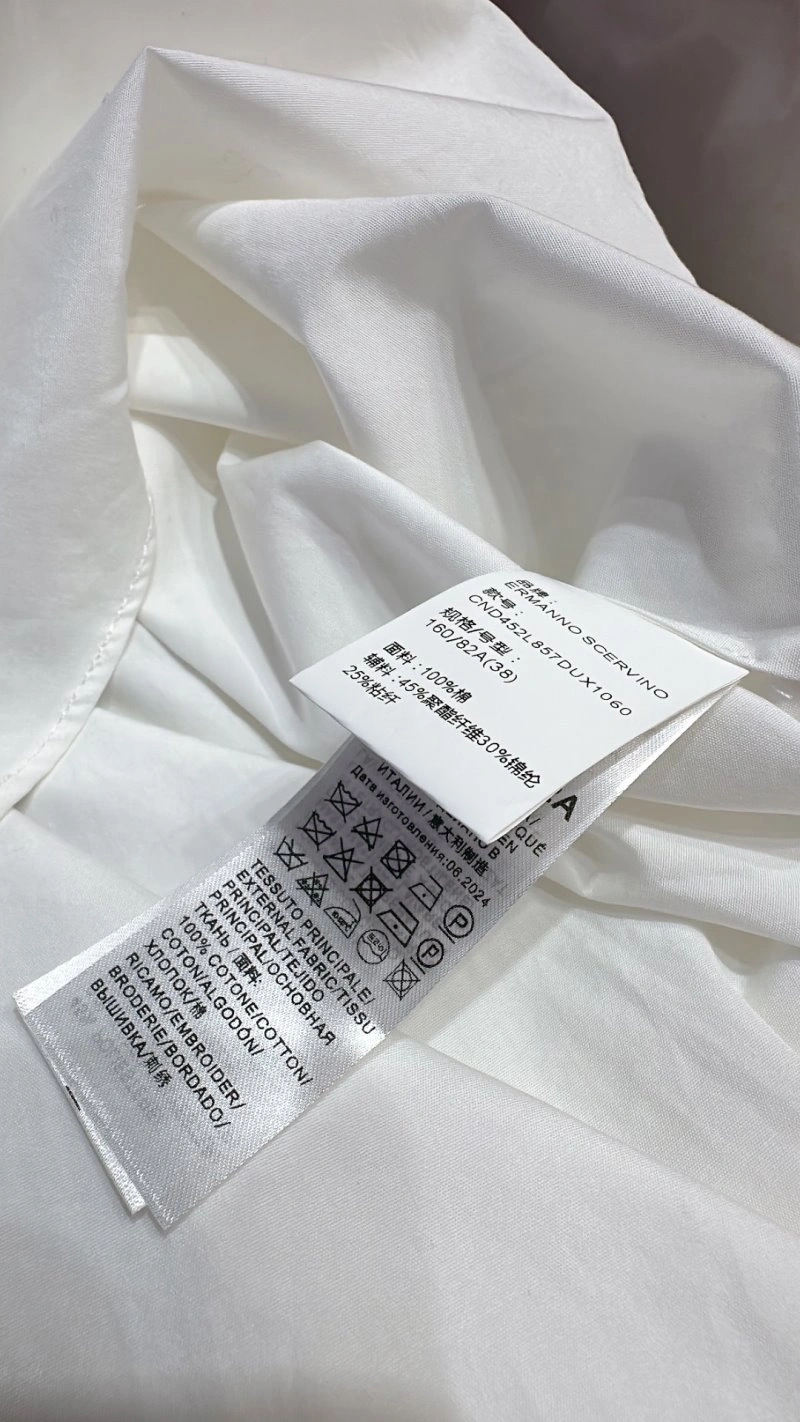 品牌：
ERMANNO SCERVINO
款号：
CND452L857DUX1060
规格/号型：
160/82A(38)
面料：100%棉
辅料：45%聚酯纤维30%锦纶
25%粘纤
ИТАЛИИ / 意大利制造
Дата изготовления:06.2024
TESSUTO PRINCIPALE/
EXTERNAL FABRIC/TISSU
PRINCIPAL/TEJIDO
PRINCIPAL/ОСНОВНАЯ
ТКАНЬ / 面料:
100% COTONE/COTTON/
COTON/ALGODÓN/
ХЛОПОК/棉
RICAMO/EMBROIDER/
BRODERIE/BORDADO/
ВЫШИВКА/刺绣